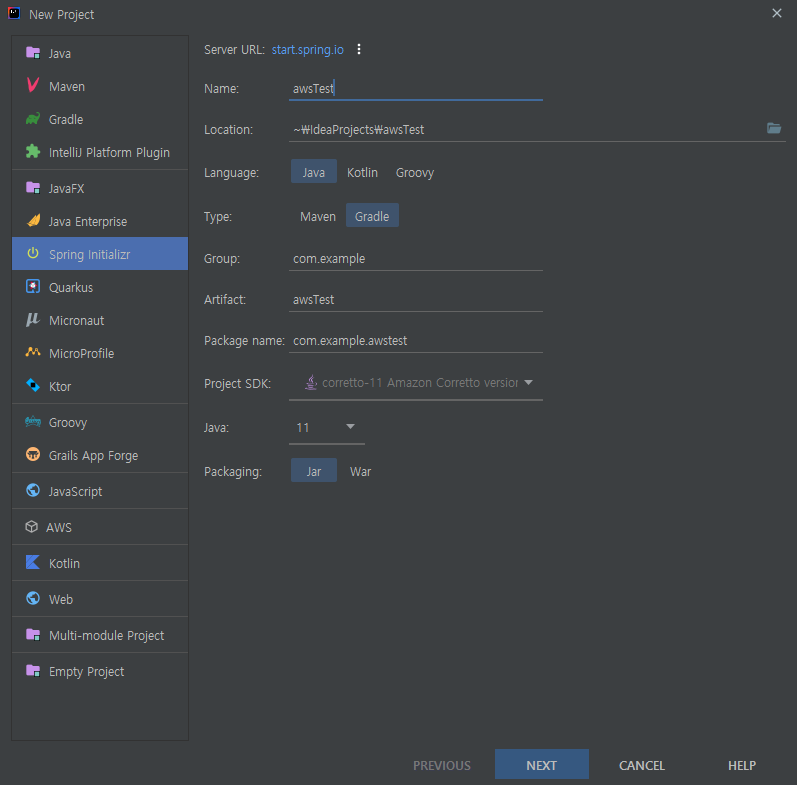 New Project
Java
Maven
Gradle
IntelliJ Platform Plugin
JavaFX
Java Enterprise
Spring Initializr
Quarkus
Micronaut
MicroProfile
Ktor
Groovy
Grails App Forge
JavaScript
AWS
Kotlin
Web
Multi-module Project
Empty Project
Server URL: start.spring.io
Name: awsTest
Location: ~₩IdeaProjects₩awsTest
Language: Java Kotlin Groovy
Type: Maven Gradle
Group: com.example
Artifact: awsTest
Package name: com.example.awstest
Project SDK: corretto-11 Amazon Corretto version
Java: 11
Packaging: Jar War
PREVIOUS NEXT CANCEL HELP